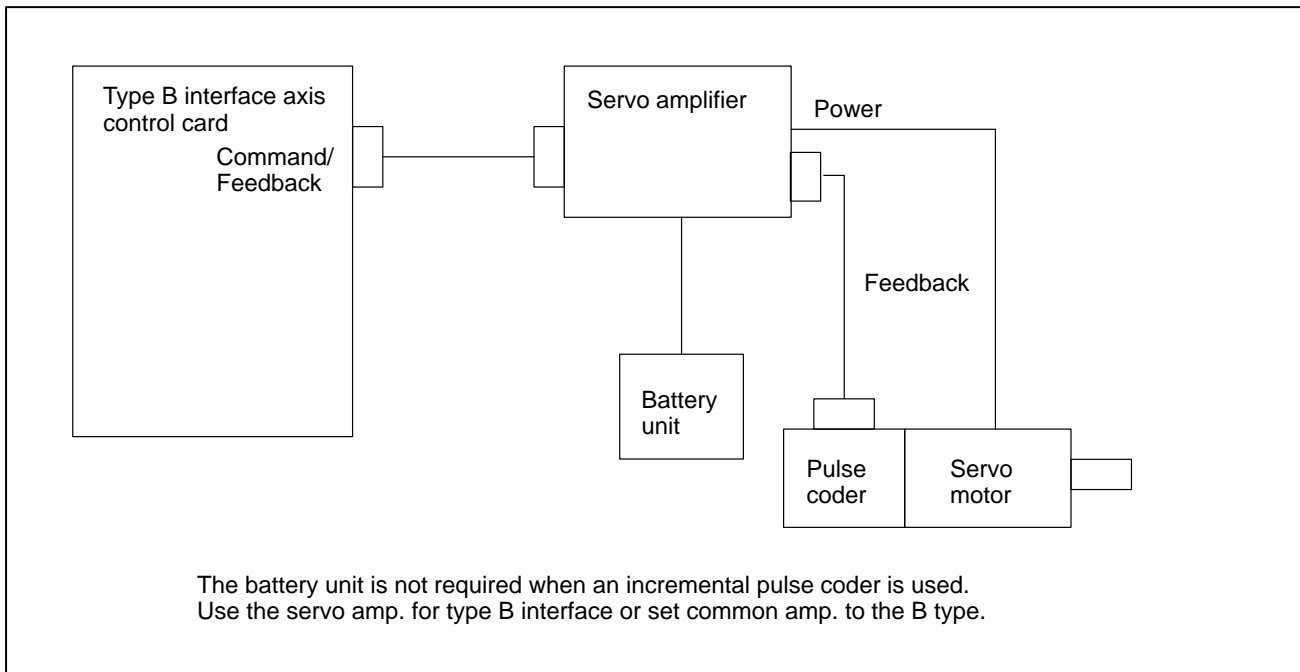 Type B interface axis
control card
Command/
Feedback
Servo amplifier
Power
Feedback
Battery
unit
Pulse
coder
Servo
motor
The battery unit is not required when an incremental pulse coder is used.
Use the servo amp. for type B interface or set common amp. to the B type.